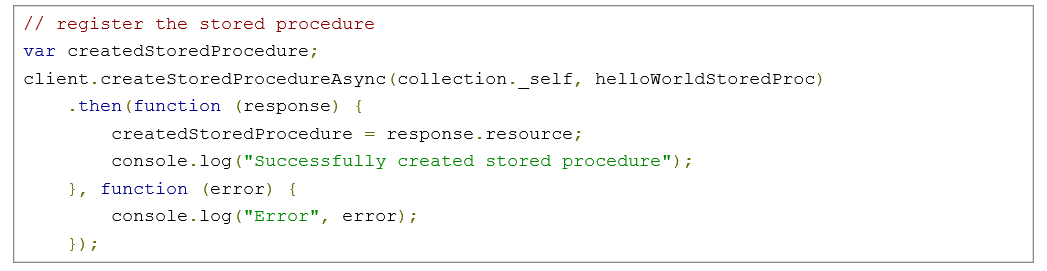 // register the stored procedure
var createdStoredProcedure;
client.createStoredProcedureAsync(collection._self, helloWorldStoredProc)
    .then(function (response) {
        createdStoredProcedure = response.resource;
        console.log("Successfully created stored procedure");
    }, function (error) {
        console.log("Error", error);
    });